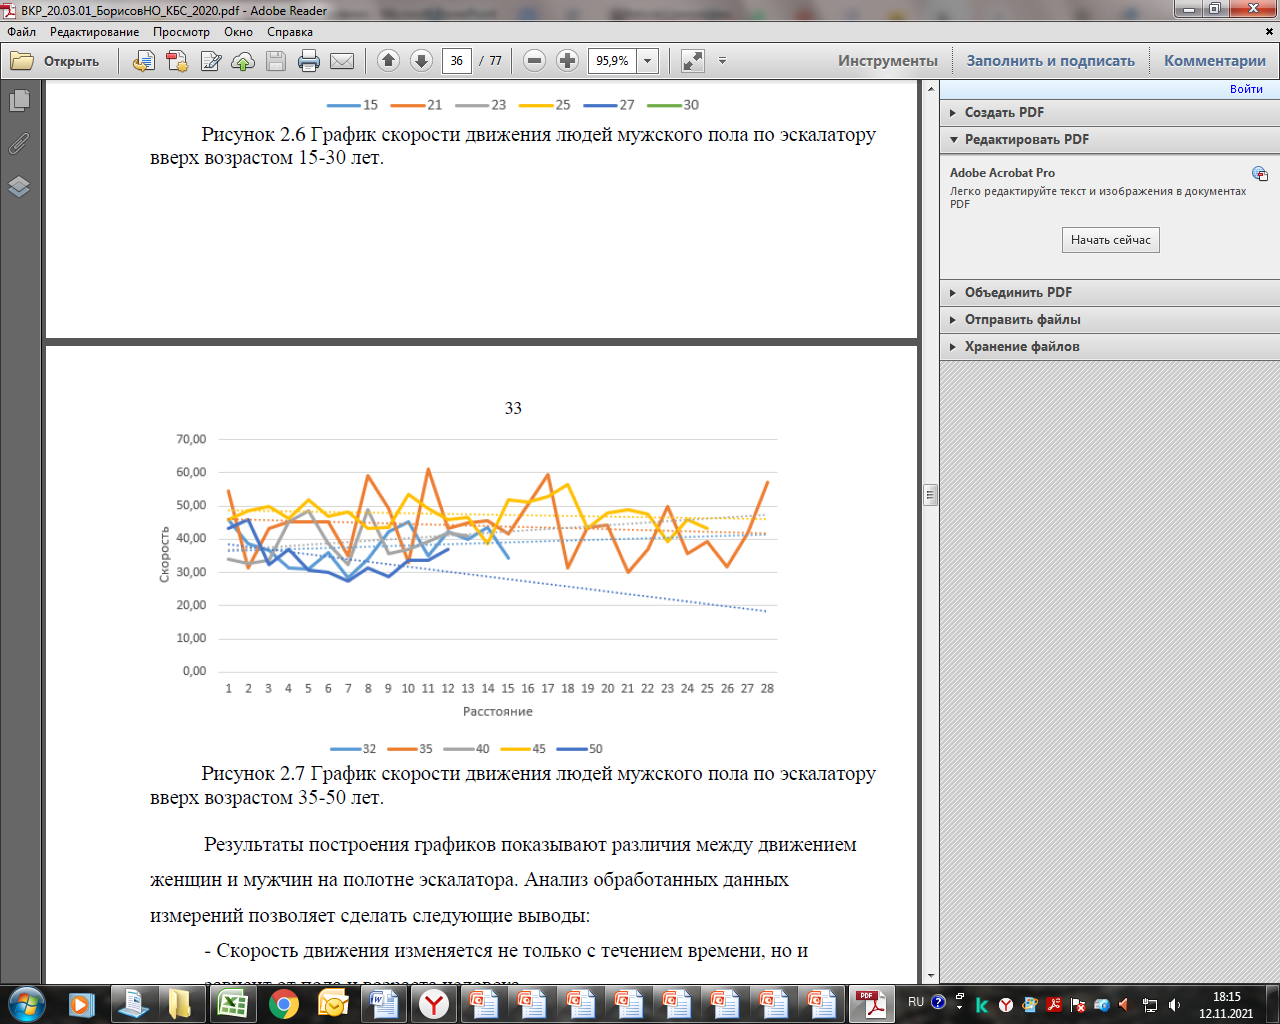 ВКР_20.03.01_БорисовНО_КБС_2020.pdf - Adobe Reader
Файл Редактирование Просмотр Окно Справка
Открыть 36 / 77 95,9% Инструменты Заполнить и подписать Комментарии
Войти
Создать PDF
Редактировать PDF
Adobe Acrobat Pro
Легко редактируйте текст и изображения в документах
PDF
Начать сейчас
Объединить PDF
Отправить файлы
Хранение файлов
15 21 23 25 27 30
Рисунок 2.6 График скорости движения людей мужского пола по эскалатору
вверх возрастом 15-30 лет.
33
70,00
60,00
50,00
40,00
30,00
20,00
10,00
0,00
Скорость
1 2 3 4 5 6 7 8 9 10 11 12 13 14 15 16 17 18 19 20 21 22 23 24 25 26 27 28
Расстояние
32 35 40 45 50
Рисунок 2.7 График скорости движения людей мужского пола по эскалатору
вверх возрастом 35-50 лет.
Результаты построения графиков показывают различия между движением
женщин и мужчин на полотне эскалатора. Анализ обработанных данных
измерений позволяет сделать следующие выводы:
- Скорость движения изменяется не только с течением времени, но и
RU
18:15
12.11.2021